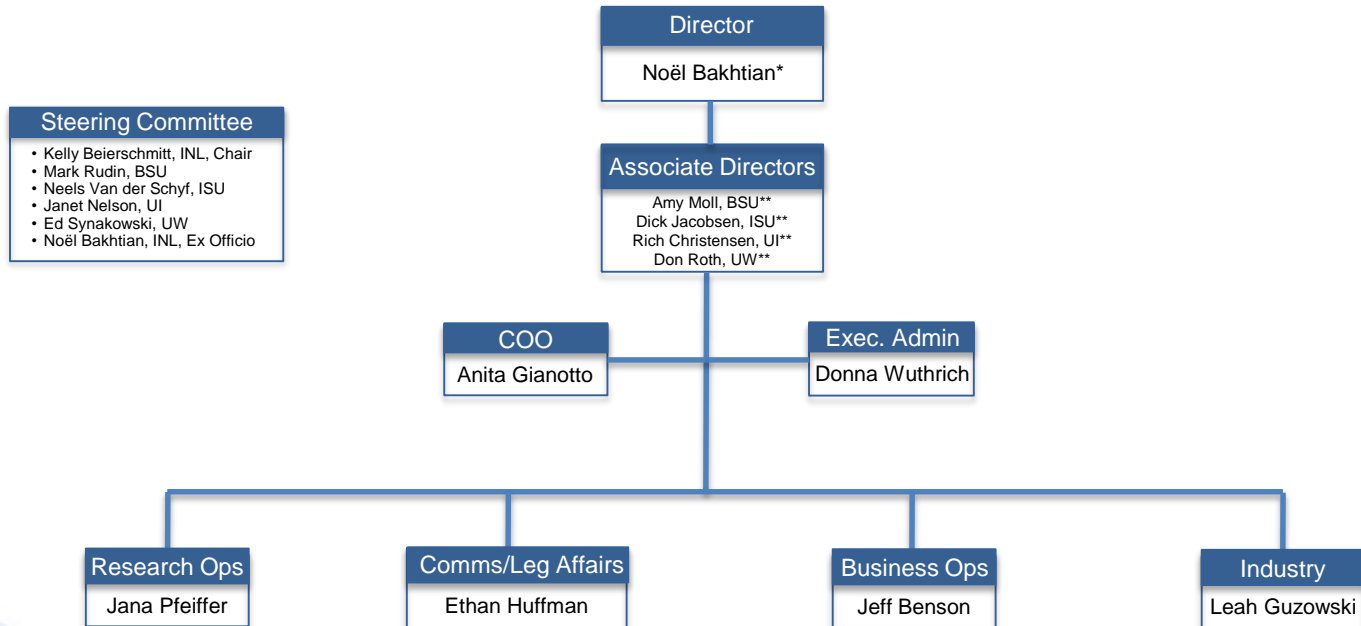 Director
Noël Bakhtian*
Steering Committee
• Kelly Beierschmitt, INL, Chair
• Mark Rudin, BSU
• Neels Van der Schyf, ISU
• Janet Nelson, UI
• Ed Synakowski, UW
• Noël Bakhtian, INL, Ex Officio
Associate Directors
Amy Moll, BSU**
Dick Jacobsen, ISU**
Rich Christensen, UI**
Don Roth, UW**
COO
Anita Gianotto
Exec. Admin
Donna Wuthrich
Research Ops
Jana Pfeiffer
Comms/Leg Affairs
Ethan Huffman
Business Ops
Jeff Benson
Industry
Leah Guzowski